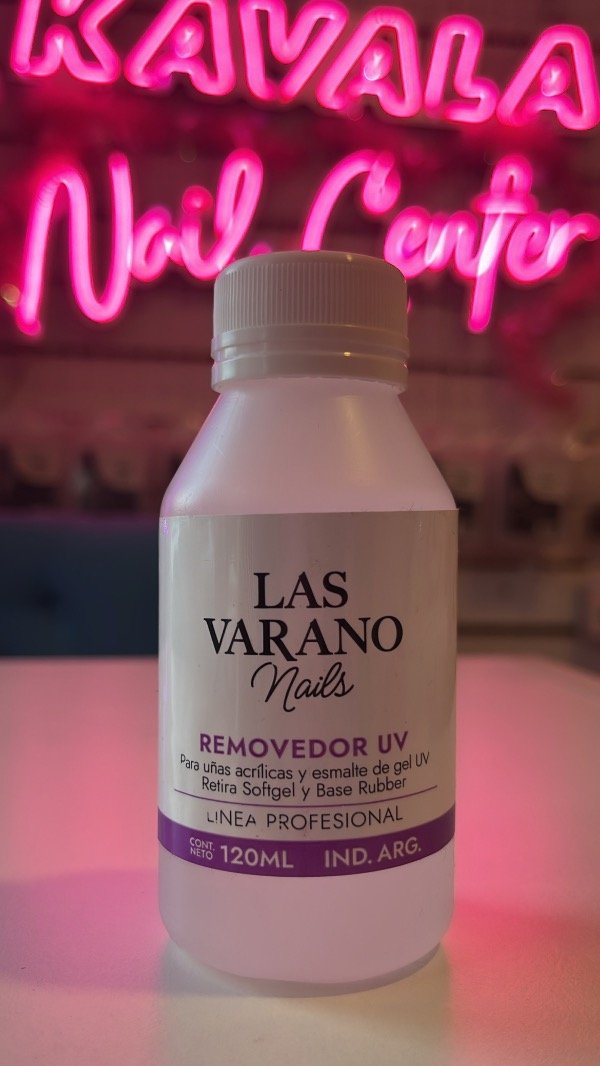 KAVALA
Nail Center
LAS
VARANO
Nails
REMOVEDOR UV
Para uñas acrílicas y esmalte de gel UV
Retira Softgel y Base Rubber
LINEA PROFESIONAL
CONT. NETO 120ML IND. ARG.